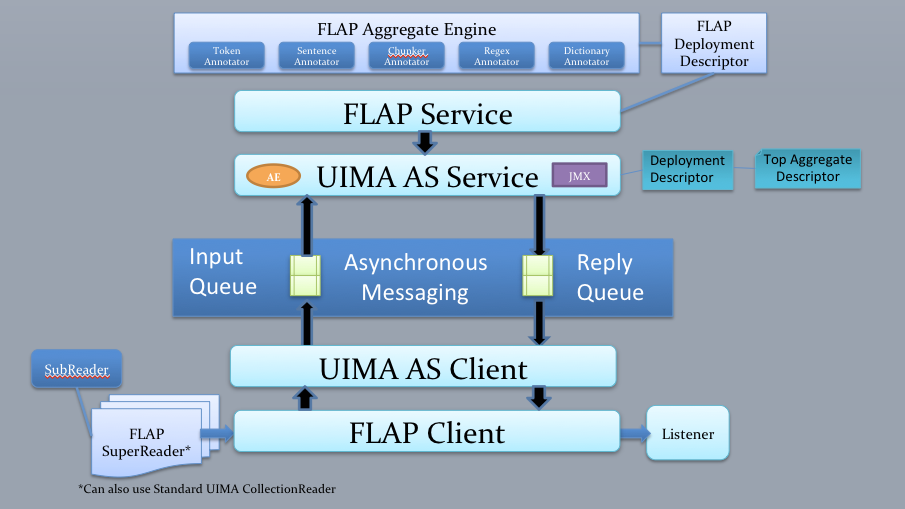 FLAP Aggregate Engine
Token
Annotator
Sentence
Annotator
Chunker
Annotator
Regex
Annotator
Dictionary
Annotator
FLAP
Deployment
Descriptor
FLAP Service
AE
UIMA AS Service
JMX
Deployment
Descriptor
Top Aggregate
Descriptor
Input
Queue
Asynchronous
Messaging
Reply
Queue
UIMA AS Client
SubReader
FLAP
SuperReader*
FLAP Client
Listener
*Can also use Standard UIMA CollectionReader